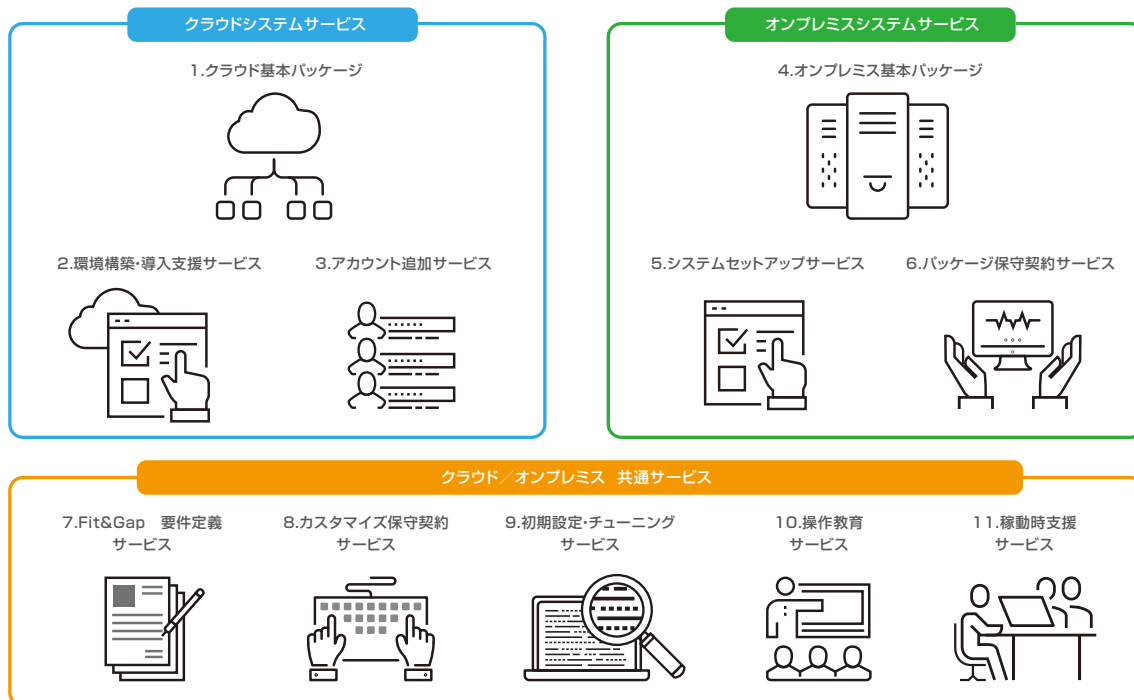 クラウドシステムサービス
オンプレミスシステムサービス
1.クラウド基本パッケージ
4.オンプレミス基本パッケージ
2.環境構築・導入支援サービス
3.アカウント追加サービス
5.システムセットアップサービス
6.パッケージ保守契約サービス
クラウド／オンプレミス 共通サービス
7.Fit&Gap　要件定義
サービス
8.カスタマイズ保守契約
サービス
9.初期設定・チューニング
サービス
10.操作教育
サービス
11.稼動時支援
サービス